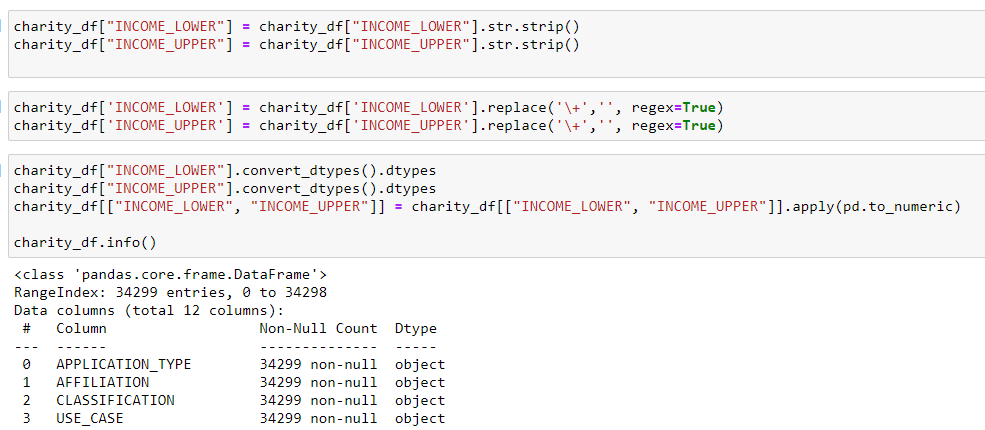 charity_df["INCOME_LOWER"] = charity_df["INCOME_LOWER"].str.strip()
charity_df["INCOME_UPPER"] = charity_df["INCOME_UPPER"].str.strip()
charity_df['INCOME_LOWER'] = charity_df['INCOME_LOWER'].replace('\+','', regex=True)
charity_df['INCOME_UPPER'] = charity_df['INCOME_UPPER'].replace('\+','', regex=True)
charity_df["INCOME_LOWER"].convert_dtypes().dtypes
charity_df["INCOME_UPPER"].convert_dtypes().dtypes
charity_df[["INCOME_LOWER", "INCOME_UPPER"]] = charity_df[["INCOME_LOWER", "INCOME_UPPER"]].apply(pd.to_numeric)
charity_df.info()
<class 'pandas.core.frame.DataFrame'>
RangeIndex: 34299 entries, 0 to 34298
Data columns (total 12 columns):
 #   Column                 Non-Null Count  Dtype
---  ------                 --------------  -----
 0   APPLICATION_TYPE       34299 non-null  object
 1   AFFILIATION            34299 non-null  object
 2   CLASSIFICATION         34299 non-null  object
 3   USE_CASE               34299 non-null  object